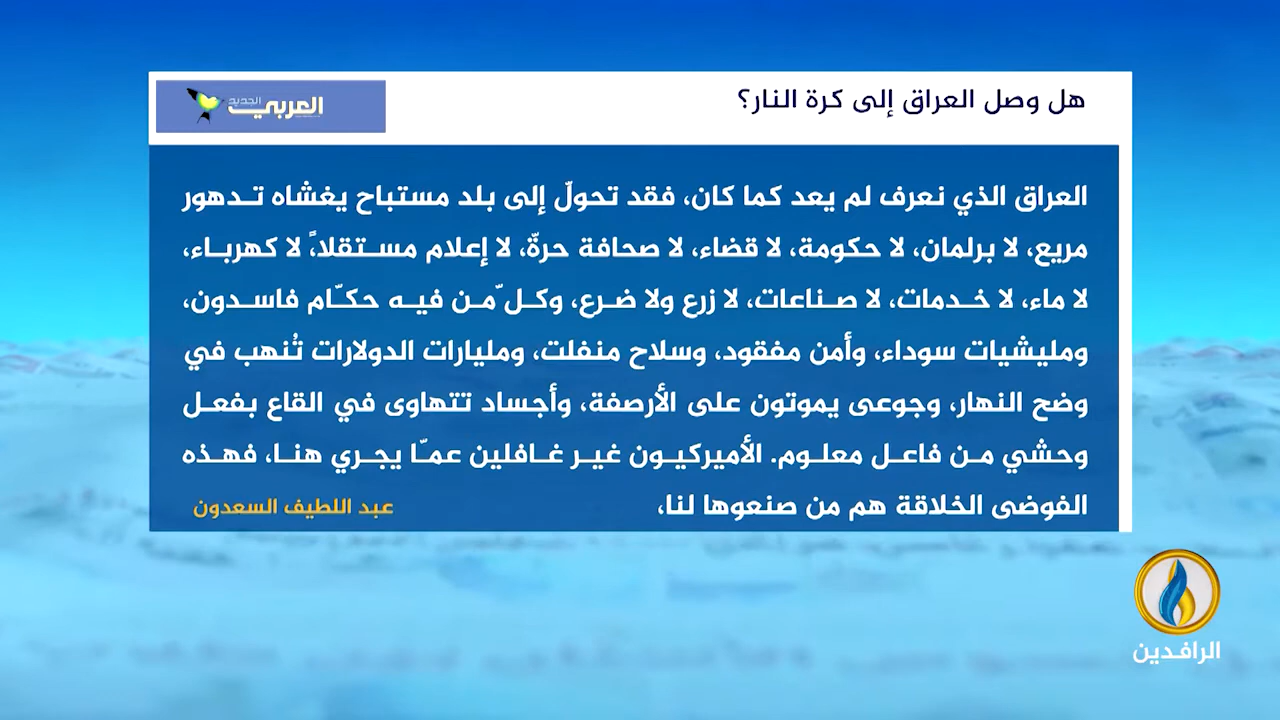 هل وصل العراق إلى كرة النار؟
العربي الجديد
العراق الذي نعرف لم يعد كما كان، فقد تحولّ إلى بلد مستباح يغشاه تـدهور
مريع، لا برلمان، لا حكومة، لا قضاء، لا صحافة حرةّ، لا إعلام مسـتقلاً، لا كهرباء،
لا ماء، لا خـدمات، لا صـناعات، لا زرع ولا ضـرع، وكـل ّمـن فيـه حكـّام فاسـدون،
ومليشيات سوداء، وأمن مفقود، وسلاح منفلت، ومليارات الدولارات تُنهب في
وضح النهار، وجوعى يموتون على الأرصفة، وأجساد تتهاوى في القاع بفعـل
وحشي مـن فاعـل معلـوم. الأميركيـون غيـر غـافلين عمـّا يجـري هنـا، فهـذه
الفوضى الخلاقة هم من صنعوها لنا،
عبد اللطيف السعدون
الرافـدين